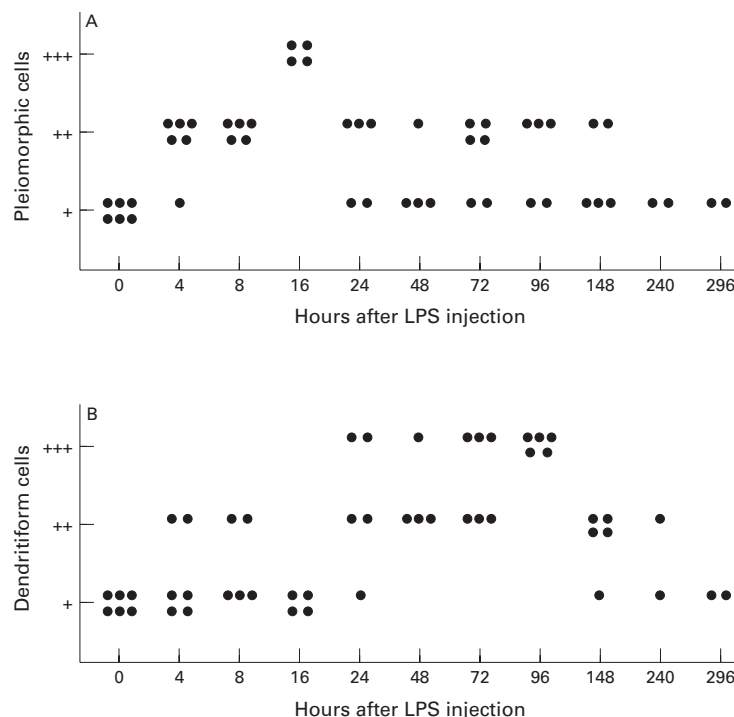 A
+++
++
+
Pleiomorphic cells
0 4 8 16 24 48 72 96 148 240 296
Hours after LPS injection
B
+++
++
+
Dendritiform cells
0 4 8 16 24 48 72 96 148 240 296
Hours after LPS injection